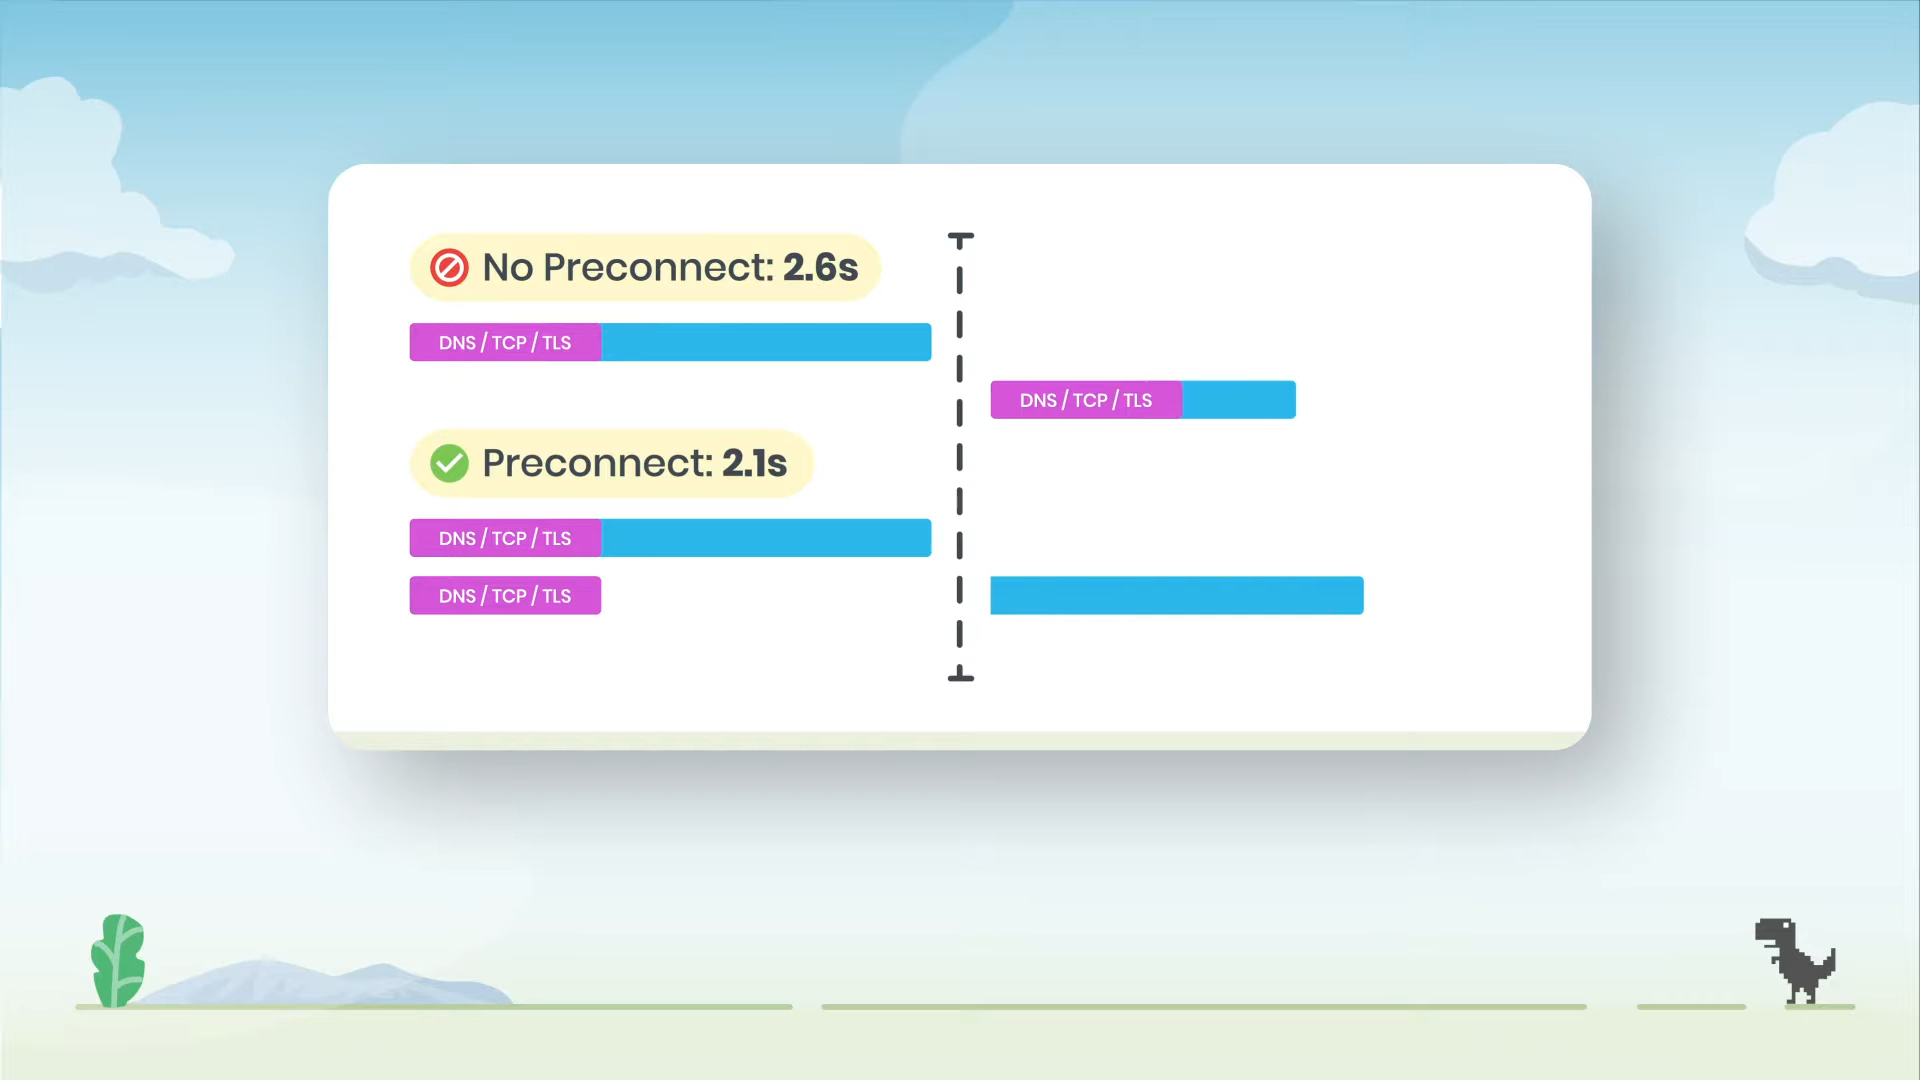 No Preconnect: 2.6s
DNS / TCP / TLS
DNS / TCP / TLS
Preconnect: 2.1s
DNS / TCP / TLS
DNS / TCP / TLS